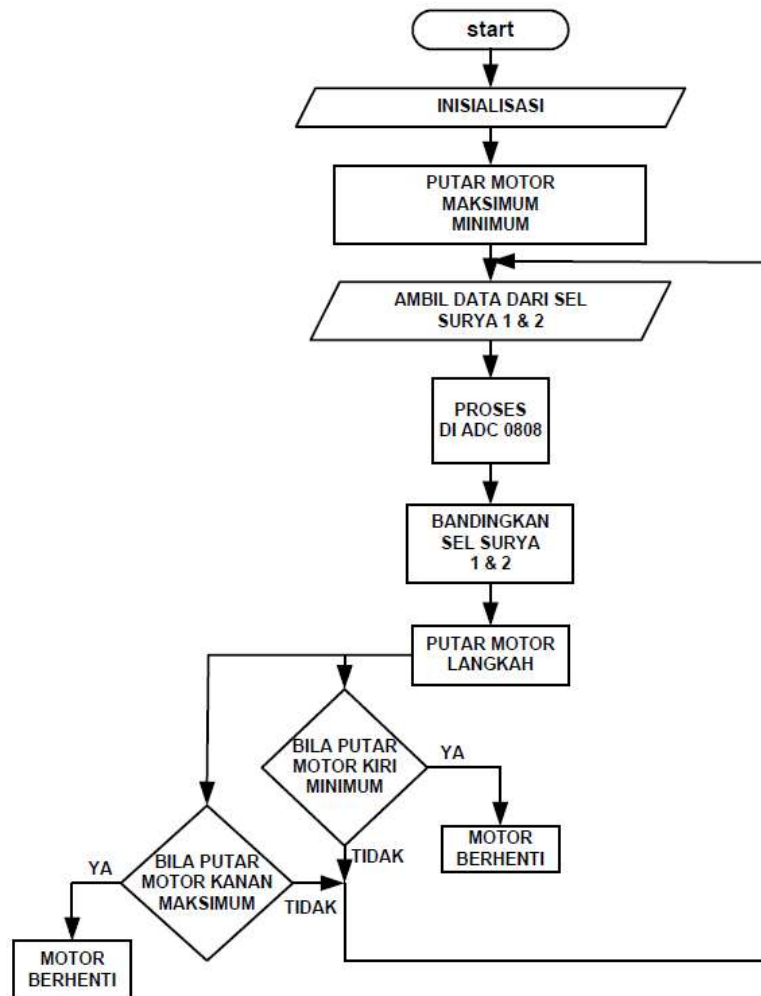 start
INISIALISASI
PUTAR MOTOR
MAKSIMUM
MINIMUM
AMBIL DATA DARI SEL
SURYA 1 & 2
PROSES
DI ADC 0808
BANDINGKAN
SEL SURYA
1 & 2
PUTAR MOTOR
LANGKAH
BILA PUTAR
MOTOR KIRI
MINIMUM
YA
MOTOR
BERHENTI
TIDAK
BILA PUTAR
MOTOR KANAN
MAKSIMUM
YA
TIDAK
MOTOR
BERHENTI